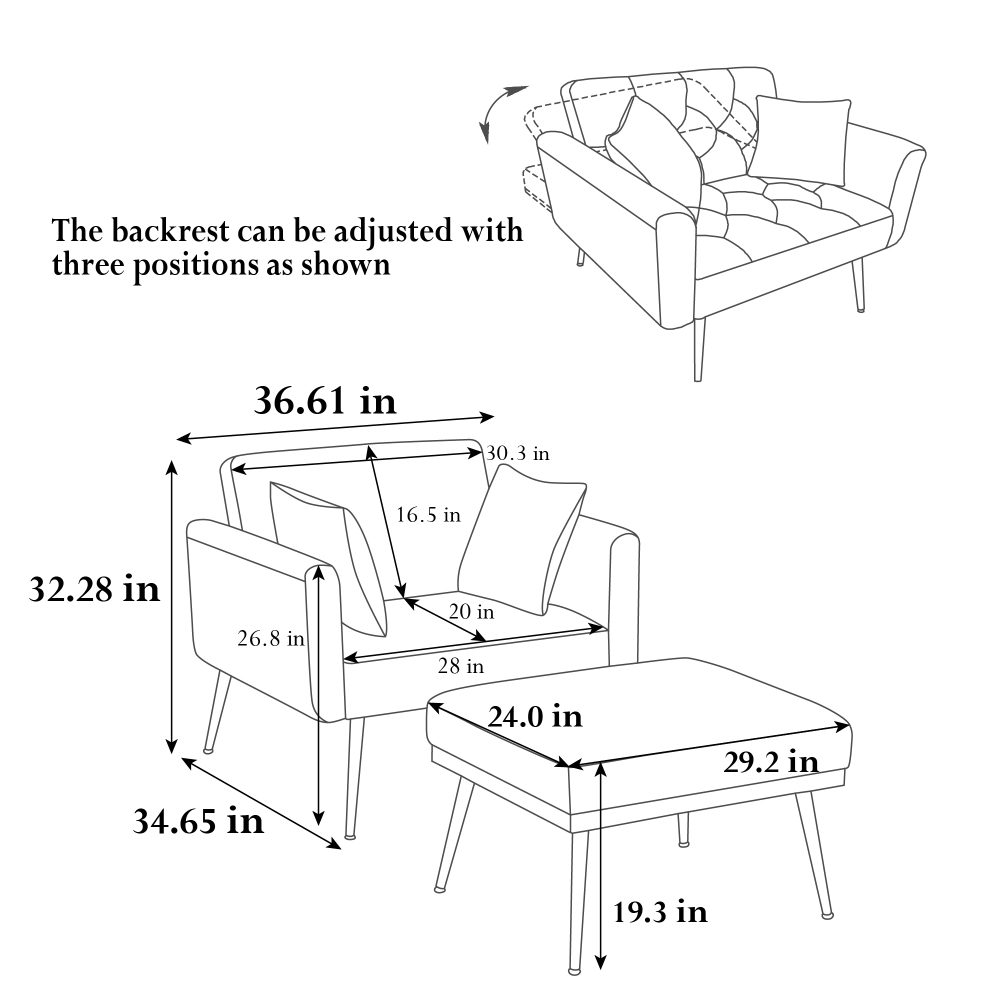 The backrest can be adjusted with
three positions as shown
36.61 in
30.3 in
16.5 in
32.28 in
20 in
26.8 in
28 in
24.0 in
29.2 in
34.65 in
19.3 in